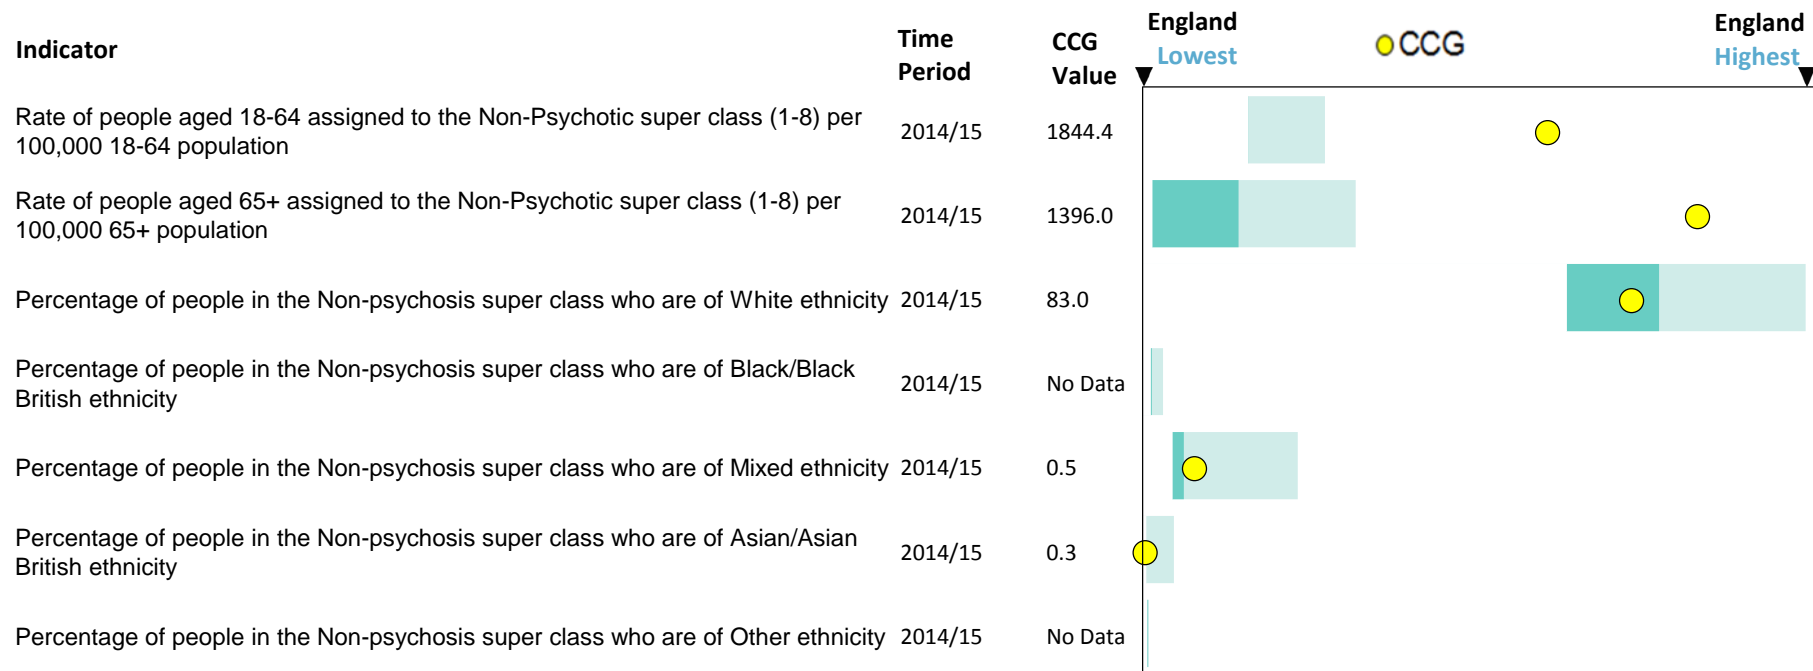 Indicator
Time
Period
CCG
Value
England
Lowest
CCG
England
Highest
Rate of people aged 18-64 assigned to the Non-Psychotic super class (1-8) per
100,000 18-64 population
2014/15
1844.4
Rate of people aged 65+ assigned to the Non-Psychotic super class (1-8) per
100,000 65+ population
2014/15
1396.0
Percentage of people in the Non-psychosis super class who are of White ethnicity
2014/15
83.0
Percentage of people in the Non-psychosis super class who are of Black/Black
British ethnicity
2014/15
No Data
Percentage of people in the Non-psychosis super class who are of Mixed ethnicity
2014/15
0.5
Percentage of people in the Non-psychosis super class who are of Asian/Asian
British ethnicity
2014/15
0.3
Percentage of people in the Non-psychosis super class who are of Other ethnicity
2014/15
No Data